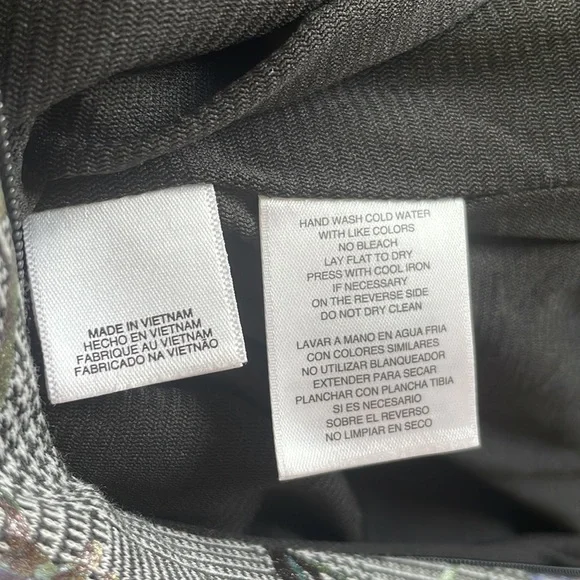 MADE IN VIETNAM
HECHO EN VIETNAM
FABRIQUE AU VIETNAM
FABRICADO NA VIETNÃO
HAND WASH COLD WATER
WITH LIKE COLORS
NO BLEACH
LAY FLAT TO DRY
PRESS WITH COOL IRON
IF NECESSARY
ON THE REVERSE SIDE
DO NOT DRY CLEAN
LAVAR A MANO EN AGUA FRIA
CON COLORES SIMILARES
NO UTILIZAR BLANQUEADOR
EXTENDER PARA SECAR
PLANCHAR CON PLANCHA TIBIA
SI ES NECESARIO
SOBRE EL REVERSO
NO LIMPIAR EN SECO